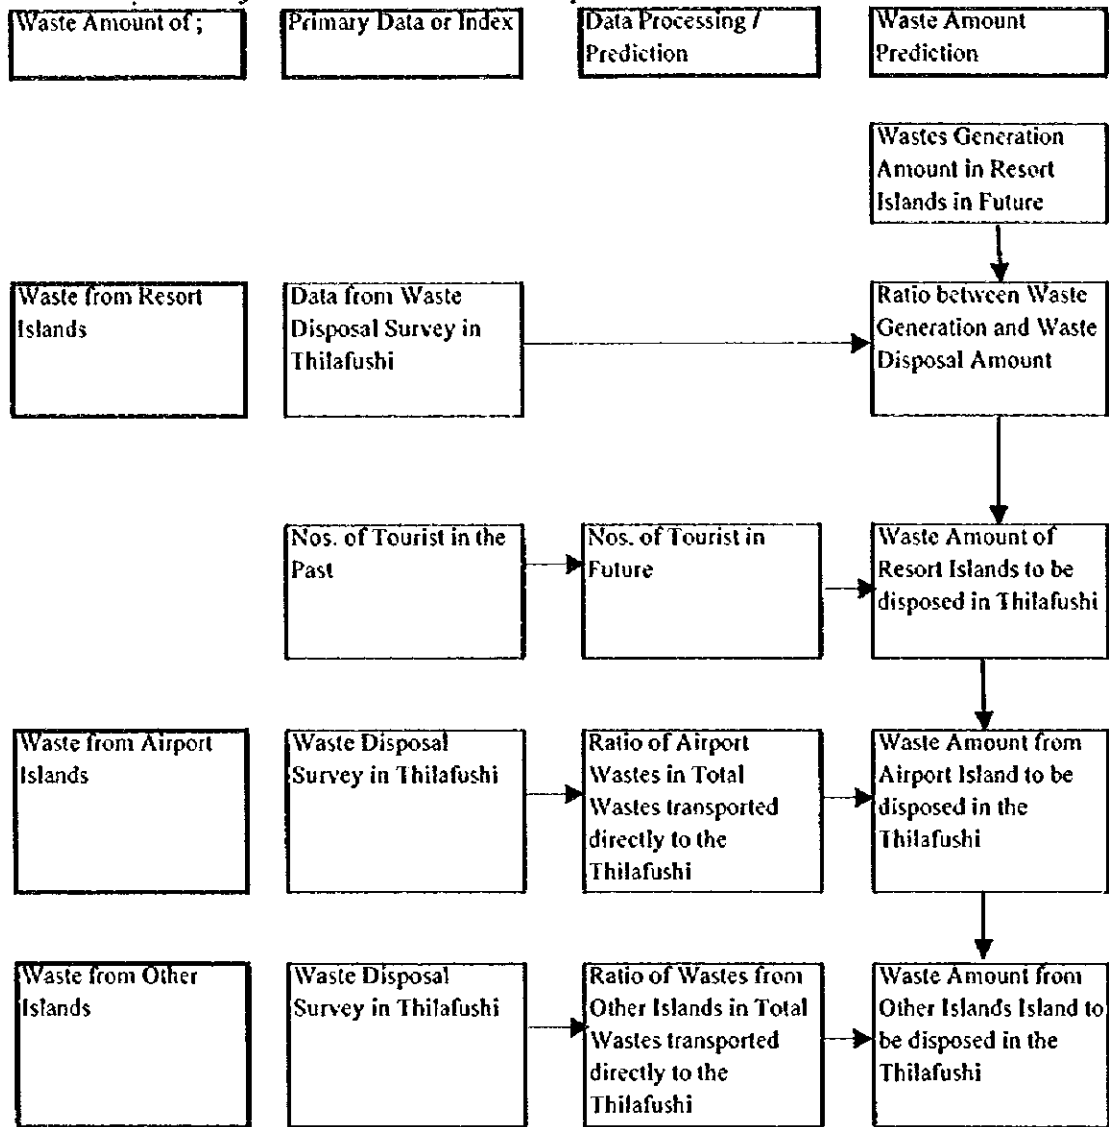 Waste Amount of ;
Primary Data or Index
Data Processing /
Prediction
Waste Amount
Prediction
Wastes Generation
Amount in Resort
Islands in Future
Waste from Resort
Islands
Data from Waste
Disposal Survey in
Thilafushi
Ratio between Waste
Generation and Waste
Disposal Amount
Nos. of Tourist in the
Past
Nos. of Tourist in
Future
Waste Amount of
Resort Islands to be
disposed in Thilafushi
Waste from Airport
Islands
Waste Disposal
Survey in Thilafushi
Ratio of Airport
Wastes in Total
Wastes transported
directly to the
Thilafushi
Waste Amount from
Airport Island to be
disposed in the
Thilafushi
Waste from Other
Islands
Waste Disposal
Survey in Thilafushi
Ratio of Wastes from
Other Islands in Total
Wastes transported
directly to the
Thilafushi
Waste Amount from
Other Islands Island to
be disposed in the
Thilafushi